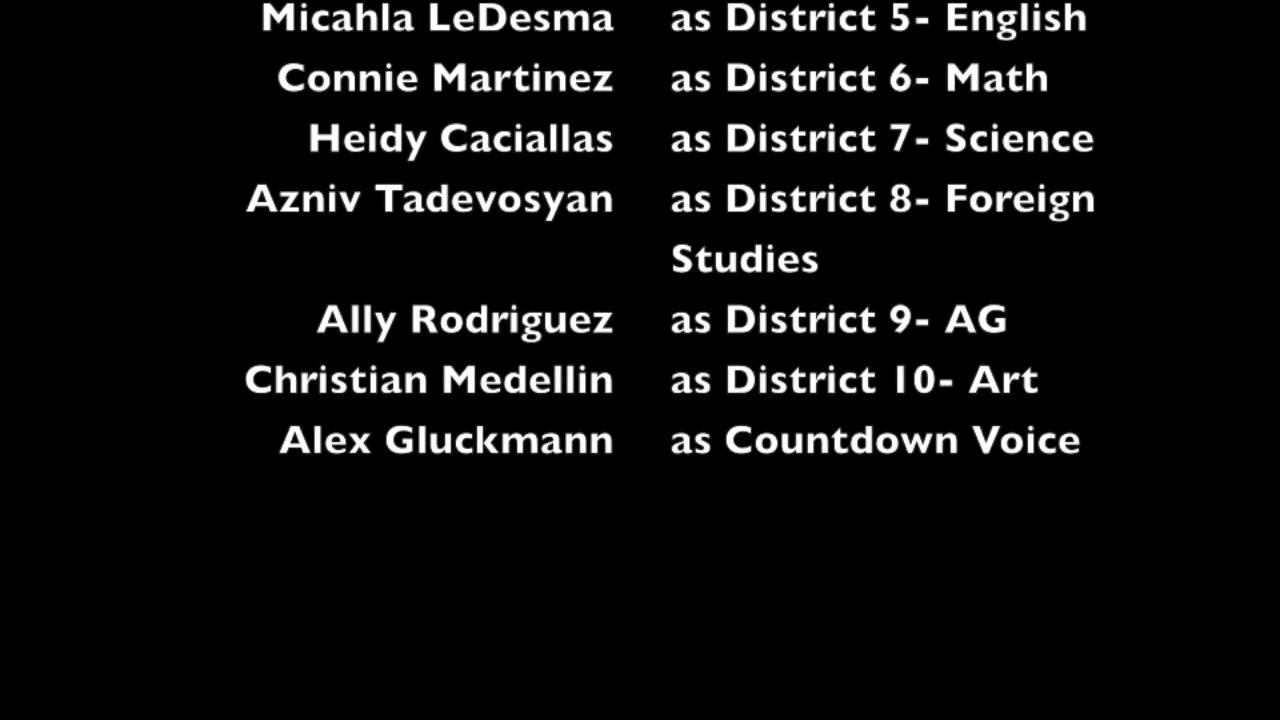 Micahla LeDesma as District 5- English
Connie Martinez as District 6- Math
Heidy Caciallas as District 7- Science
Azniv Tadevosyan as District 8- Foreign
Studies
Ally Rodriguez as District 9- AG
Christian Medellin as District 10- Art
Alex Gluckmann as Countdown Voice